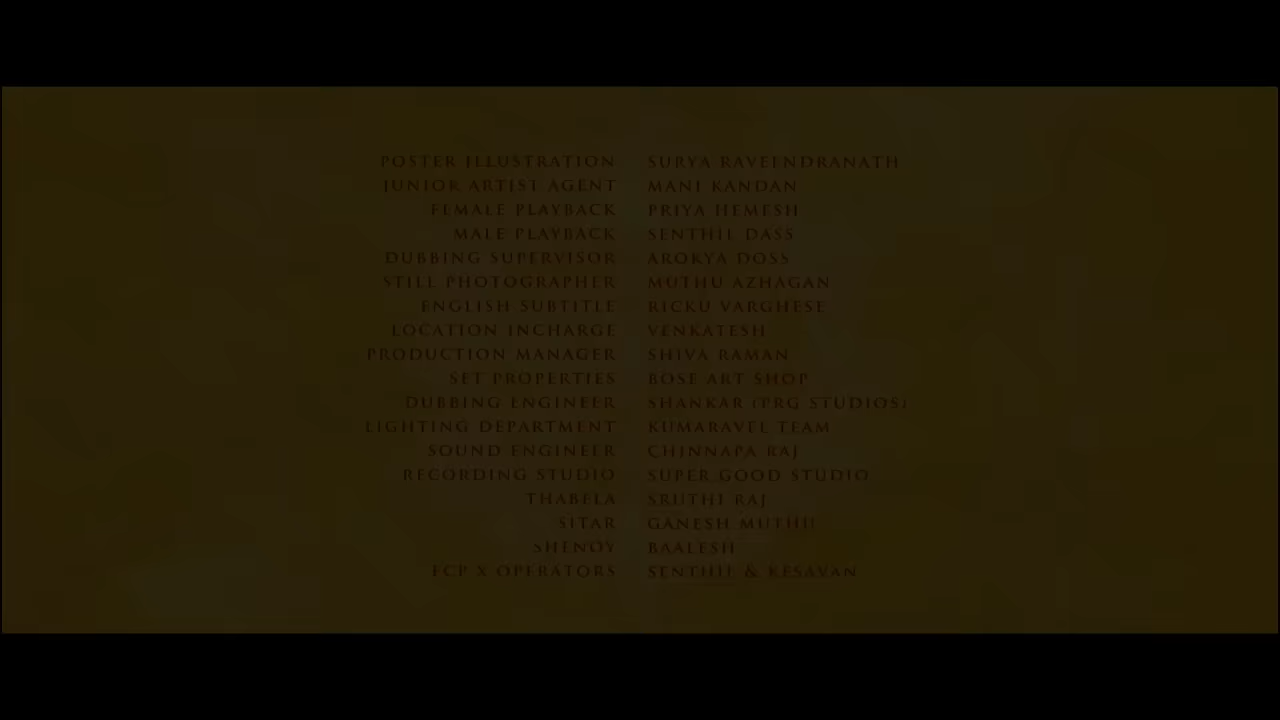 POSTER ILLUSTRATION SURYA RAVEENDRANATH
JUNIOR ARTIST AGENT MANI KANDAN
FEMALE PLAYBACK PRIYA HEMESH
MALE PLAYBACK SENTHIL DASS
DUBBING SUPERVISOR AROKYA DOSS
STILL PHOTOGRAPHER MUTHU AZHAGAN
ENGLISH SUBTITLE RICKU VARGHESE
LOCATION INCHARGE VENKATESH
PRODUCTION MANAGER SHIVA RAMAN
SET PROPERTIES BOSE ART SHOP
DUBBING ENGINEER SHANKAR (PRG STUDIOS)
LIGHTING DEPARTMENT KUMARAVEL TEAM
SOUND ENGINEER CHINNAPA RAJ
RECORDING STUDIO SUPER GOOD STUDIO
THABELA SRUTHI RAJ
SITAR GANESH MUTHU
SHENOY BAALESH
FCP X OPERATORS SENTHIL & KESAVAN